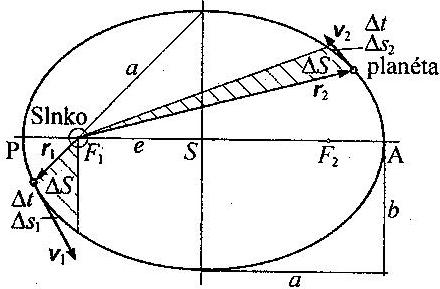 v₂ Δt
Δs₂
a ΔS planéta
Slnko r₂
P r₁ F₁ e S F₂ A
ΔS
Δt
Δs₁
v₁
b
a